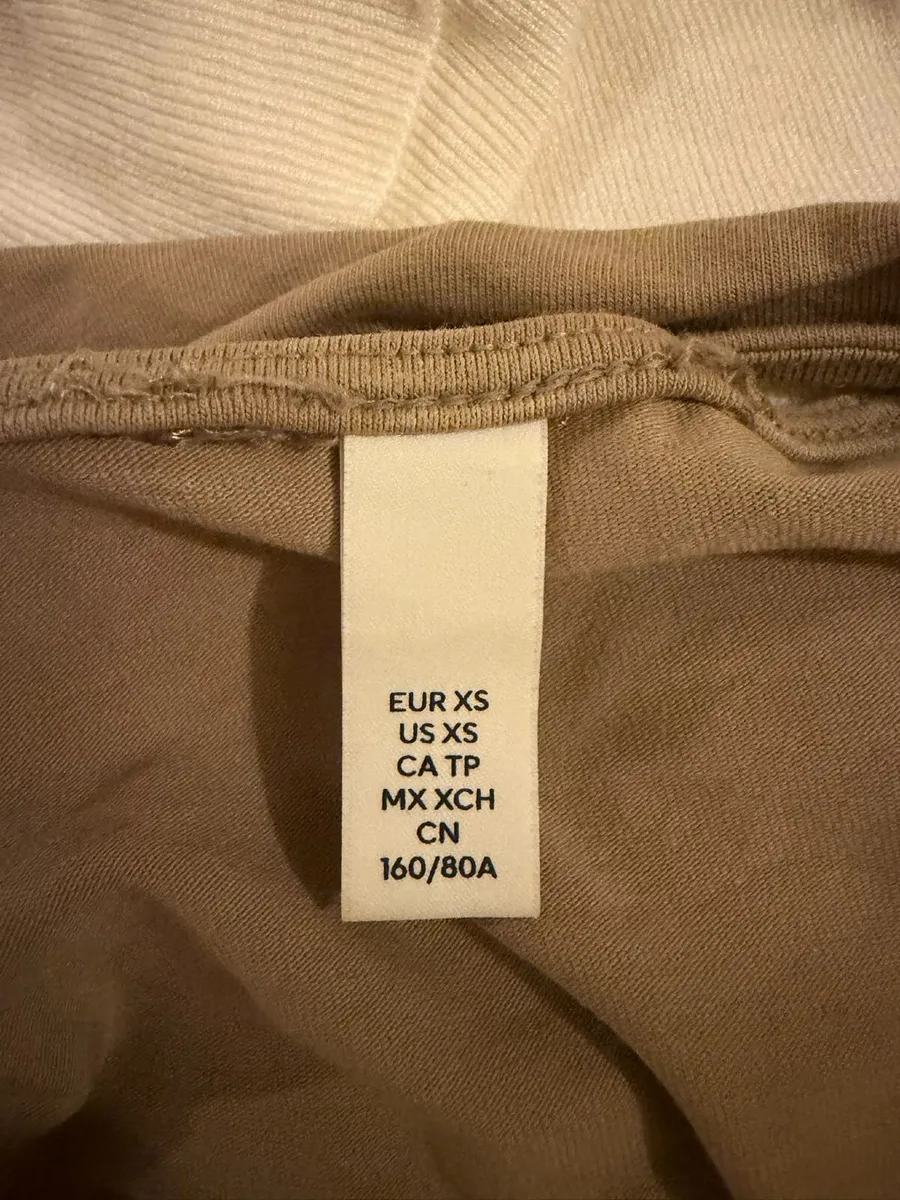 EUR XS
US XS
CA TP
MX XCH
CN
160/80A